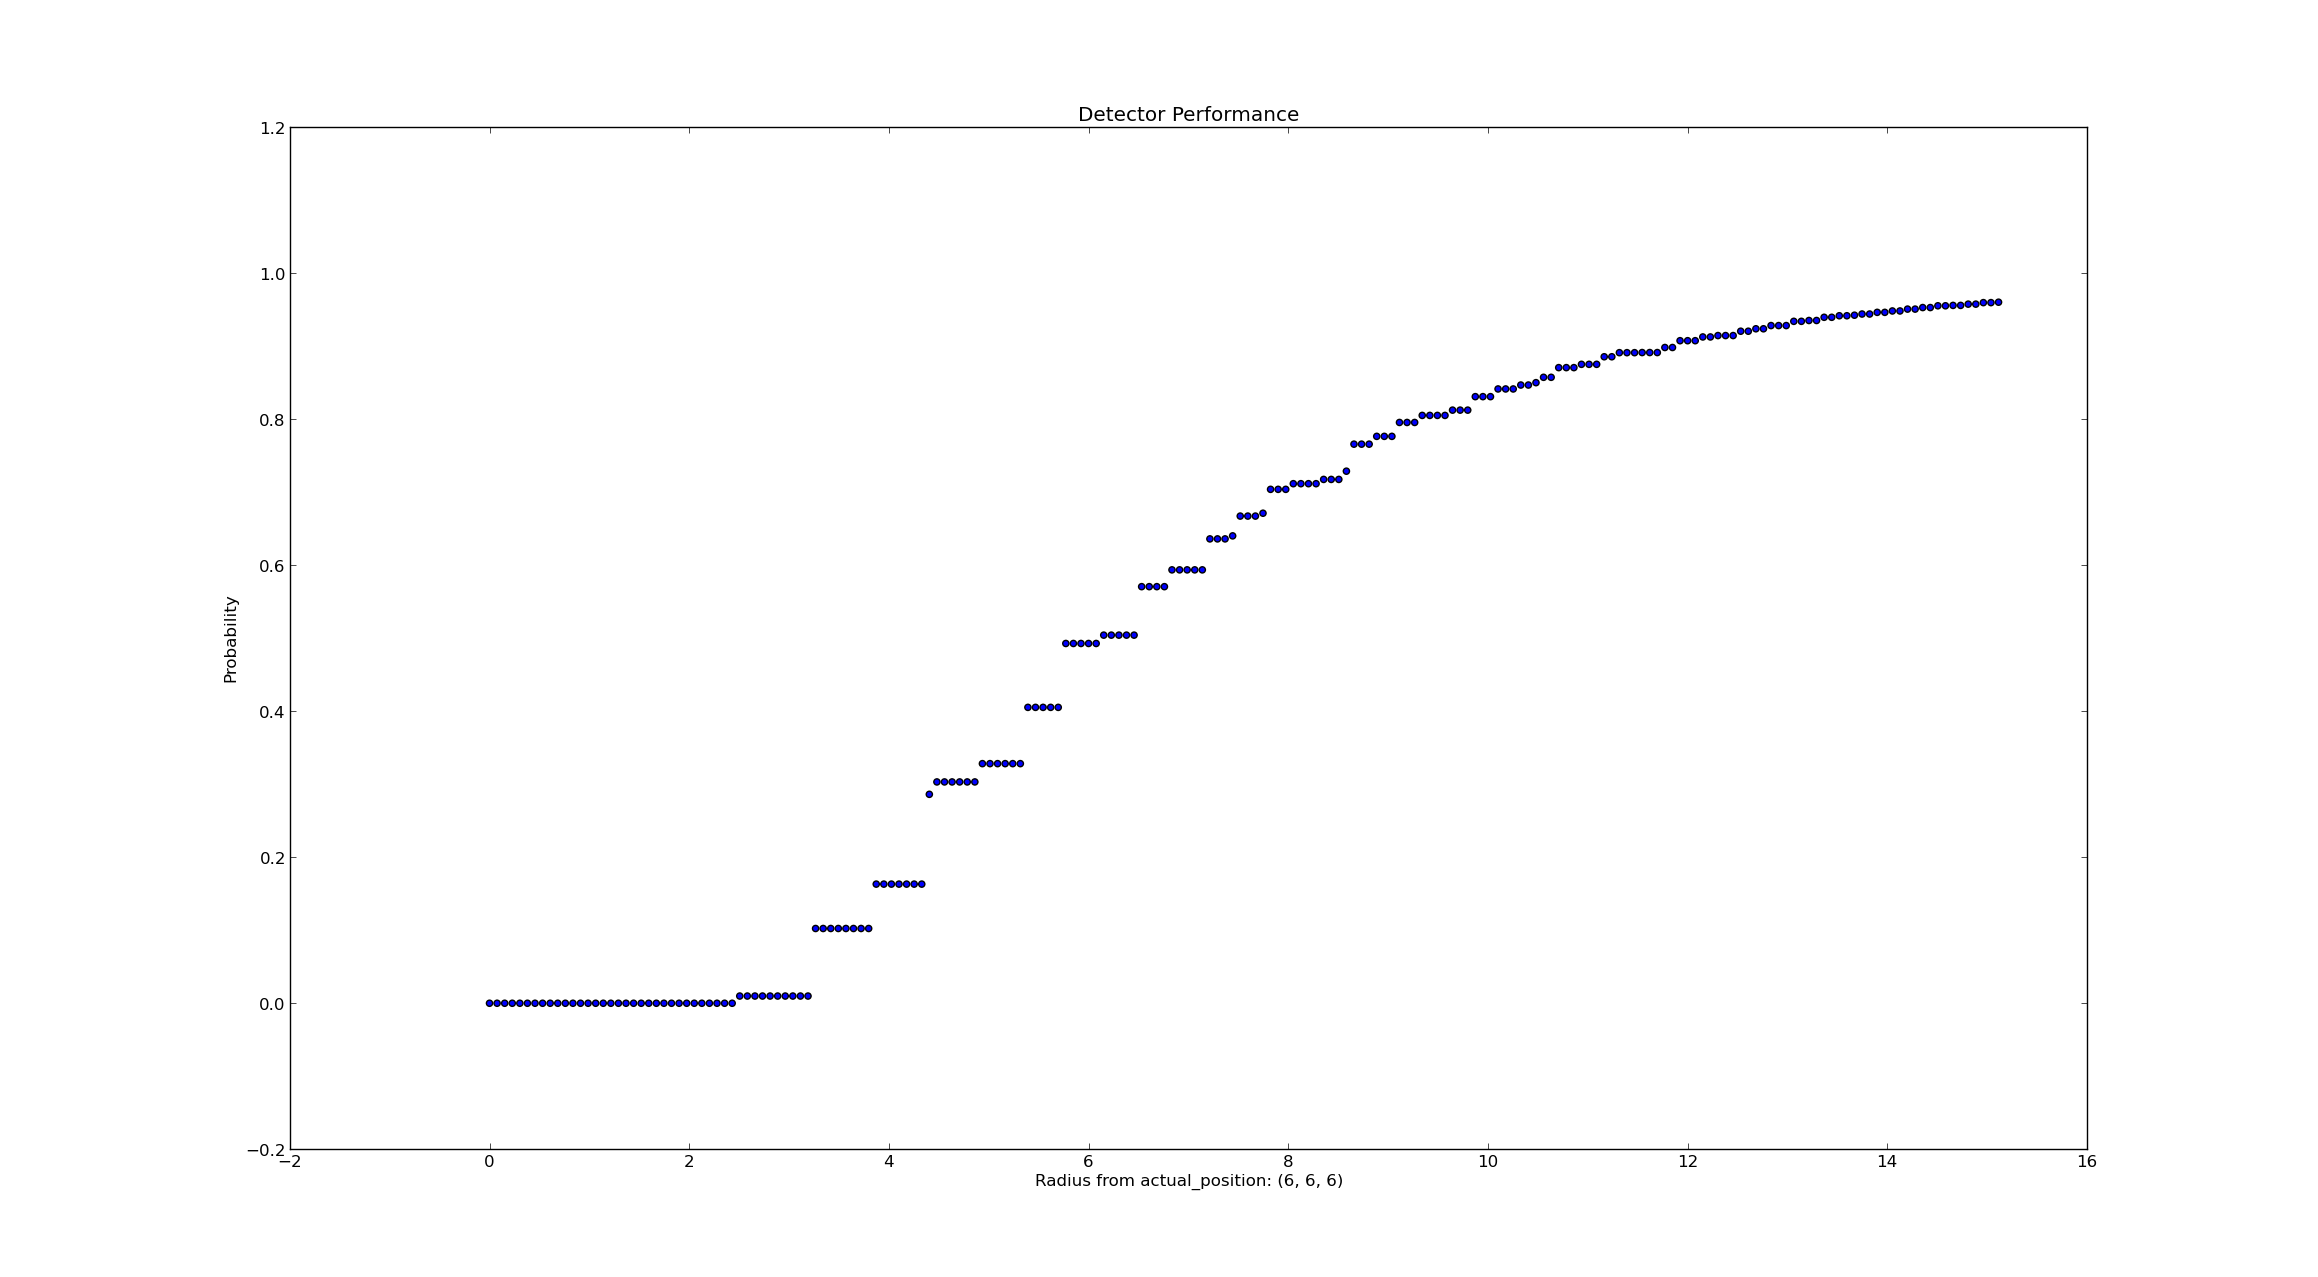 Detector Performance
1.2
1.0
0.8
0.6
0.4
0.2
0.0
−0.2
Probability
−2 0 2 4 6 8 10 12 14 16
Radius from actual_position: (6, 6, 6)